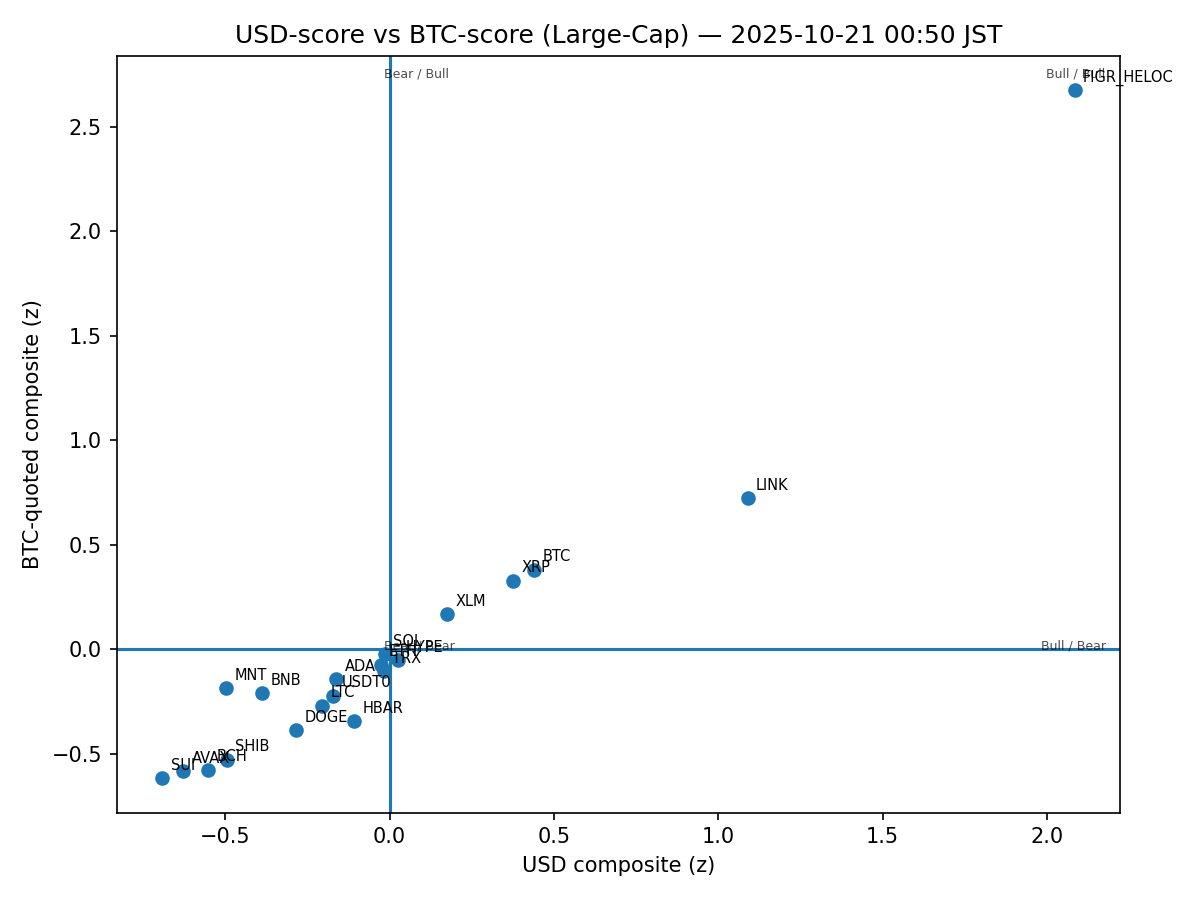 USD-score vs BTC-score (Large-Cap) — 2025-10-21 00:50 JST
Bear / Bull
Bull / Bull
FIGR_HELOC
2.5
2.0
1.5
1.0
0.5
0.0
−0.5
BTC-quoted composite (z)
LINK
BTC
XRP
XLM
SOL
HYPE
ETH
TRX
Bear / Bear
Bull / Bear
ADA
USDT0
MNT
BNB
LTC
HBAR
DOGE
SHIB
BCH
AVAX
SUI
−0.5
0.0
0.5
1.0
1.5
2.0
USD composite (z)